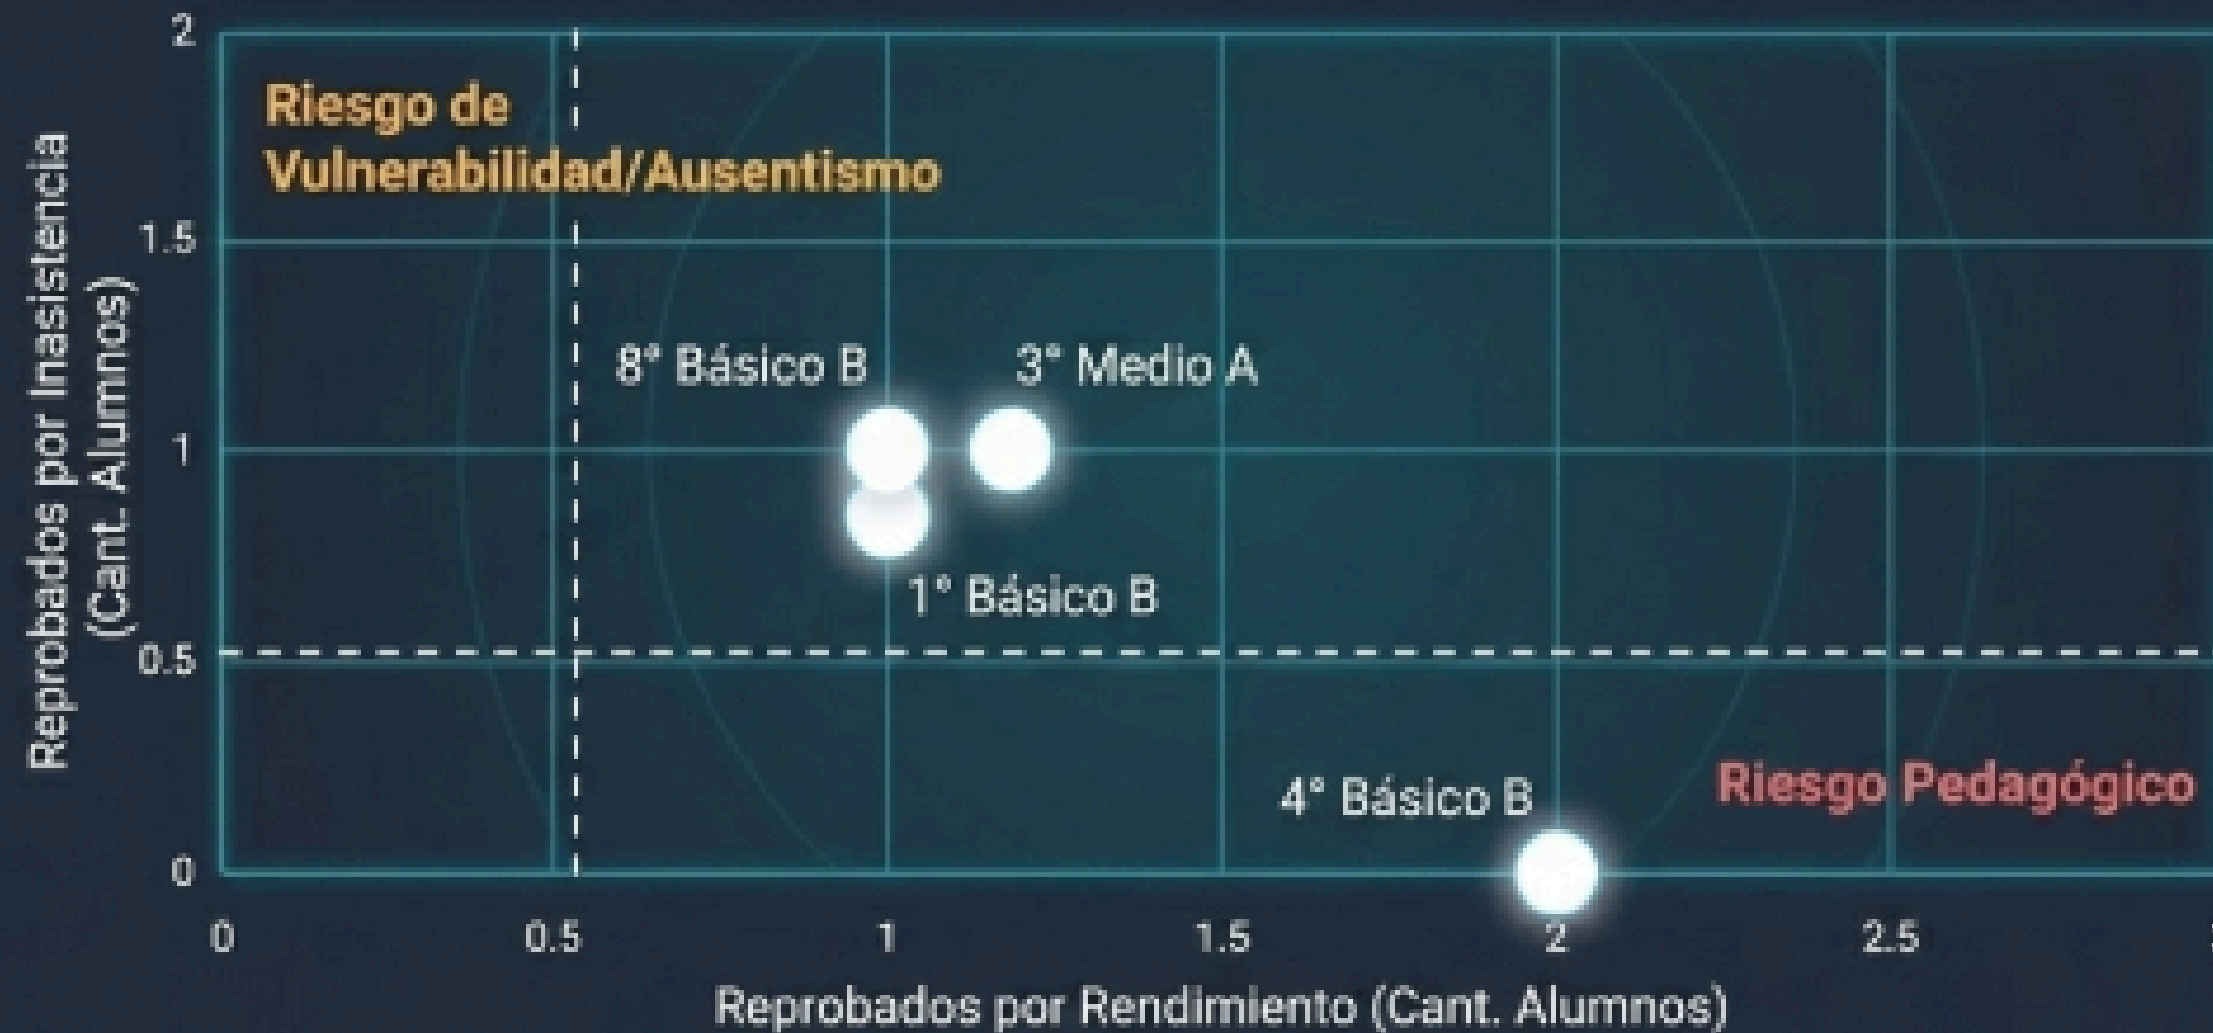 Reprobados por Inasistencia
(Cant. Alumnos)
2
1.5
1
0.5
0
Riesgo de
Vulnerabilidad/Ausentismo
8° Básico B
3° Medio A
1° Básico B
4° Básico B
Riesgo Pedagógico
0
0.5
1
1.5
2
2.5
Reprobados por Rendimiento (Cant. Alumnos)